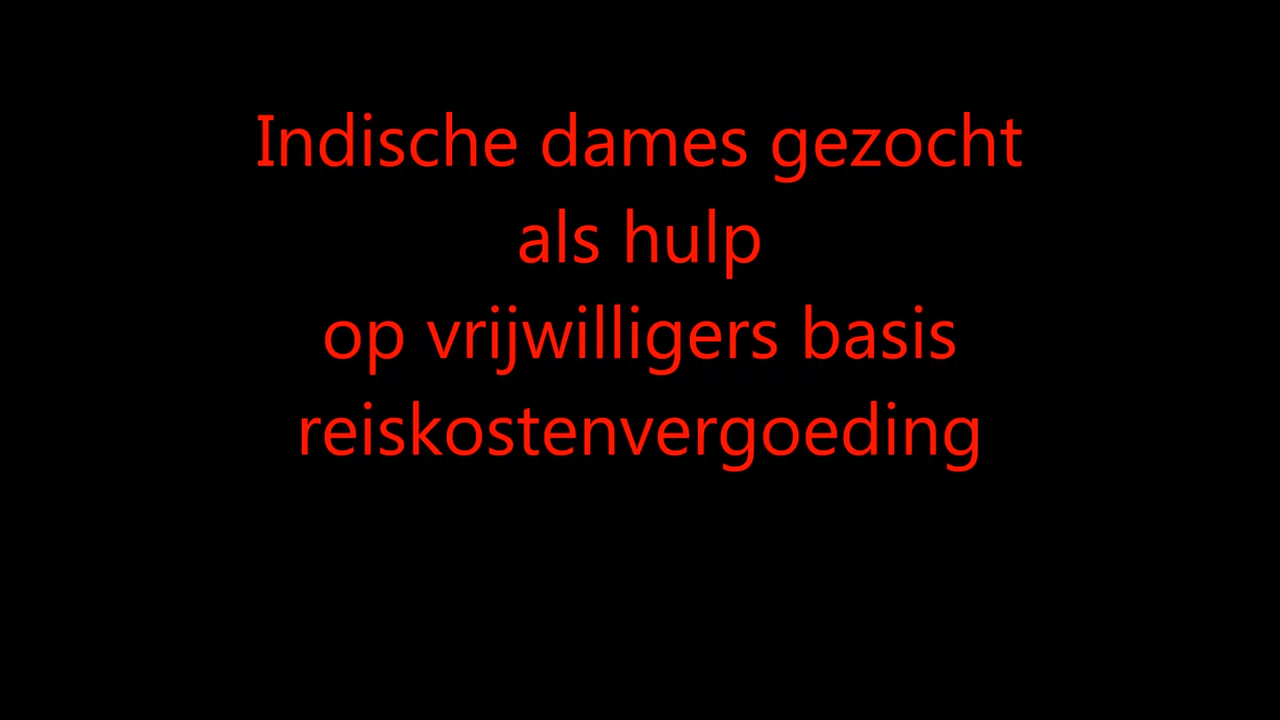 Indische dames gezocht
als hulp
op vrijwilligers basis
reiskostenvergoeding